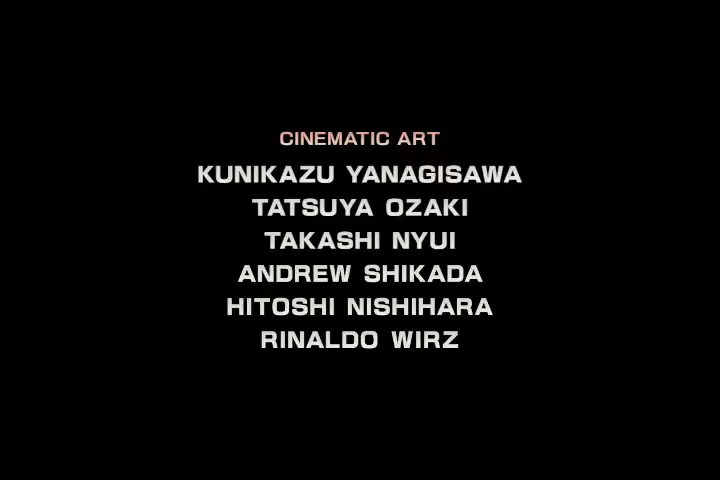 CINEMATIC ART
KUNIKAZU YANAGISAWA
TATSUYA OZAKI
TAKASHI NYUI
ANDREW SHIKADA
HITOSHI NISHIHARA
RINALDO WIRZ